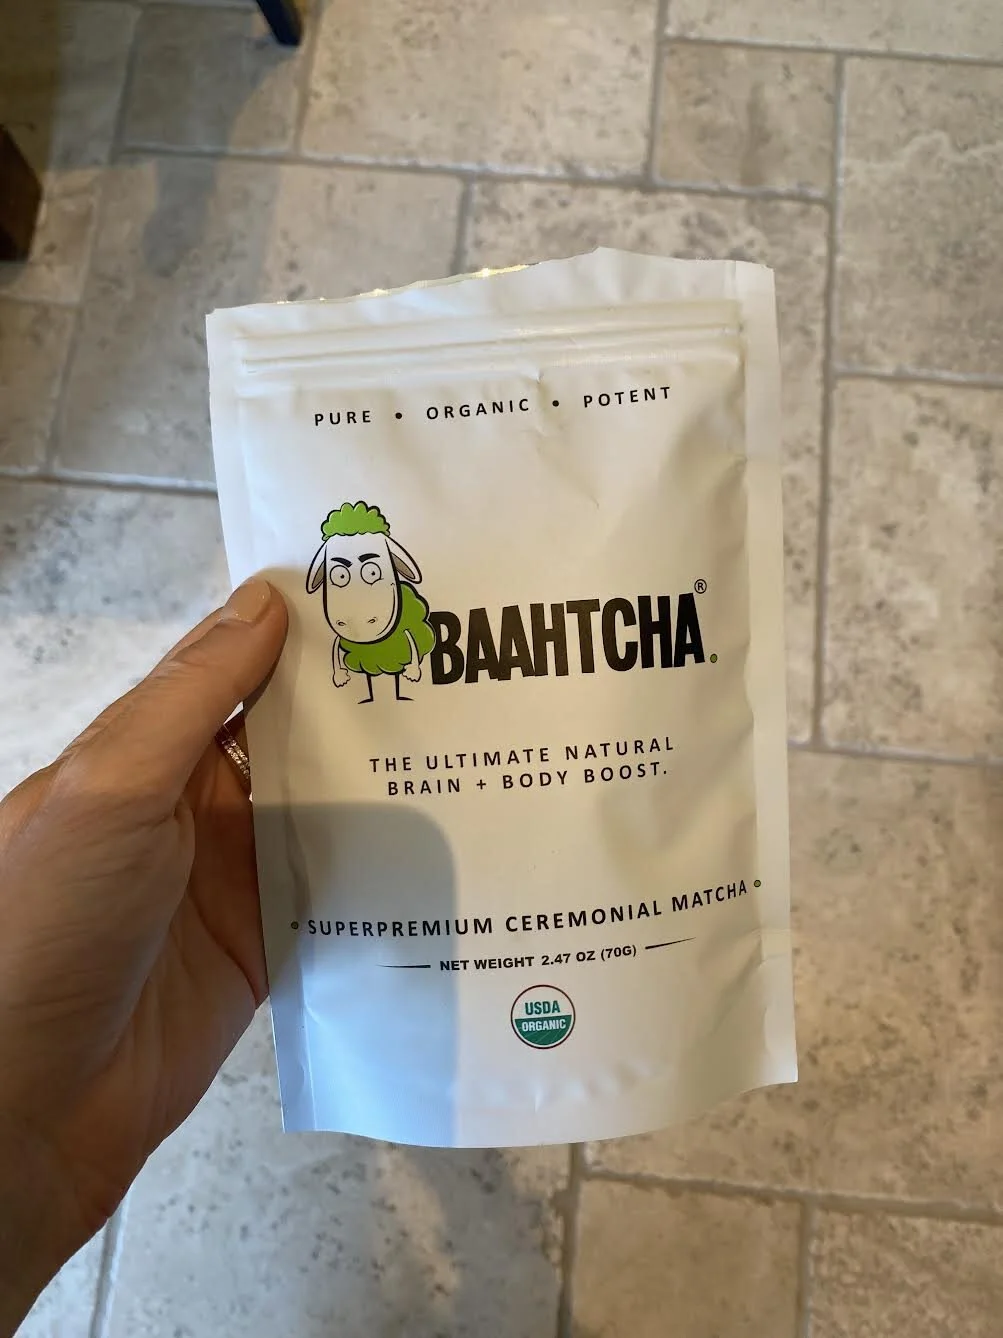 PURE • ORGANIC • POTENT
BAAHTCHA®.
THE ULTIMATE NATURAL
BRAIN + BODY BOOST.
• SUPERPREMIUM CEREMONIAL MATCHA •
NET WEIGHT 2.47 OZ (70G)
USDA
ORGANIC